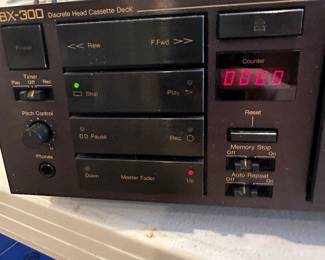 BX-300 Discrete Head Cassette Deck
Power
<< Rew F.Fwd >>
Counter
0000
Timer
Play Off Rec
Stop Play
Pitch Control
Reset
Pause Rec
Memory Stop
Off On
Phones
Auto Repeat
Off On
Down Master Fader Up